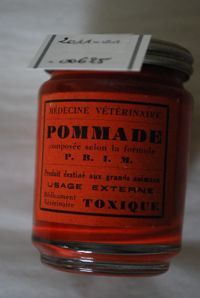 MÉDECINE VÉTÉRINAIRE
POMMADE
composée selon la formule
P. B. I. M.
Produit destiné aux grands animaux
USAGE EXTERNE
Médicament
Vétérinaire TOXIQUE